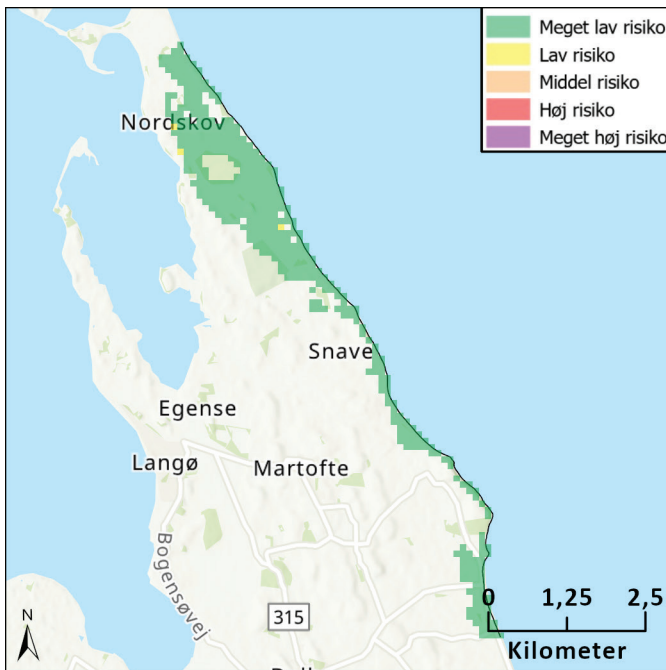 Meget lav risiko
Lav risiko
Middel risiko
Høj risiko
Meget høj risiko
Nordskov
Snave
Egense
Langø
Martofte
Bogensøvej
315
N
0 1,25 2,5
Kilometer